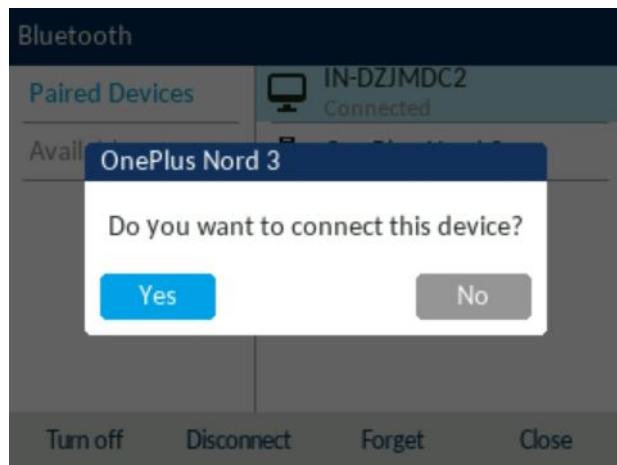 Bluetooth
Paired Devices
IN-DZJMDC2
Connected
Avail
OnePlus Nord 3
Do you want to connect this device?
Yes
No
Turn off
Disconnect
Forget
Close